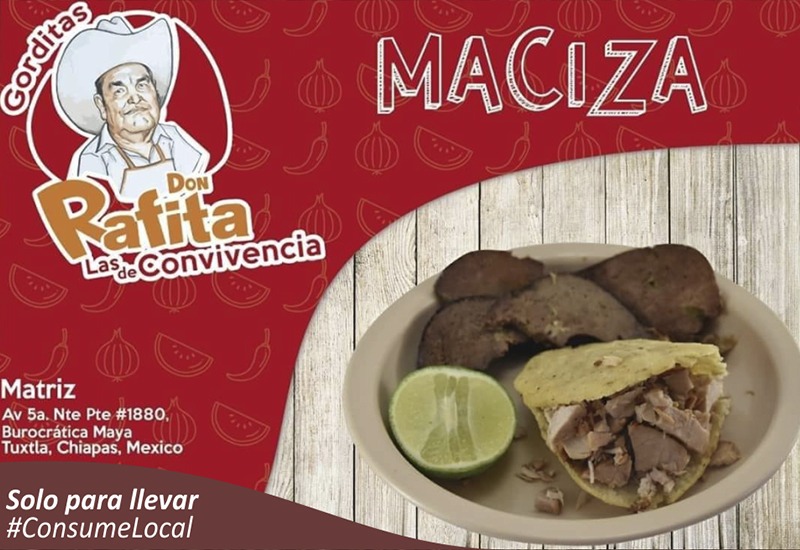 Gorditas
DON
Rafita
Las de Convivencia
MACiZA
Matriz
Av 5a. Nte Pte #1880,
Burocrática Maya
Tuxtla, Chiapas, Mexico
Solo para llevar
#ConsumeLocal